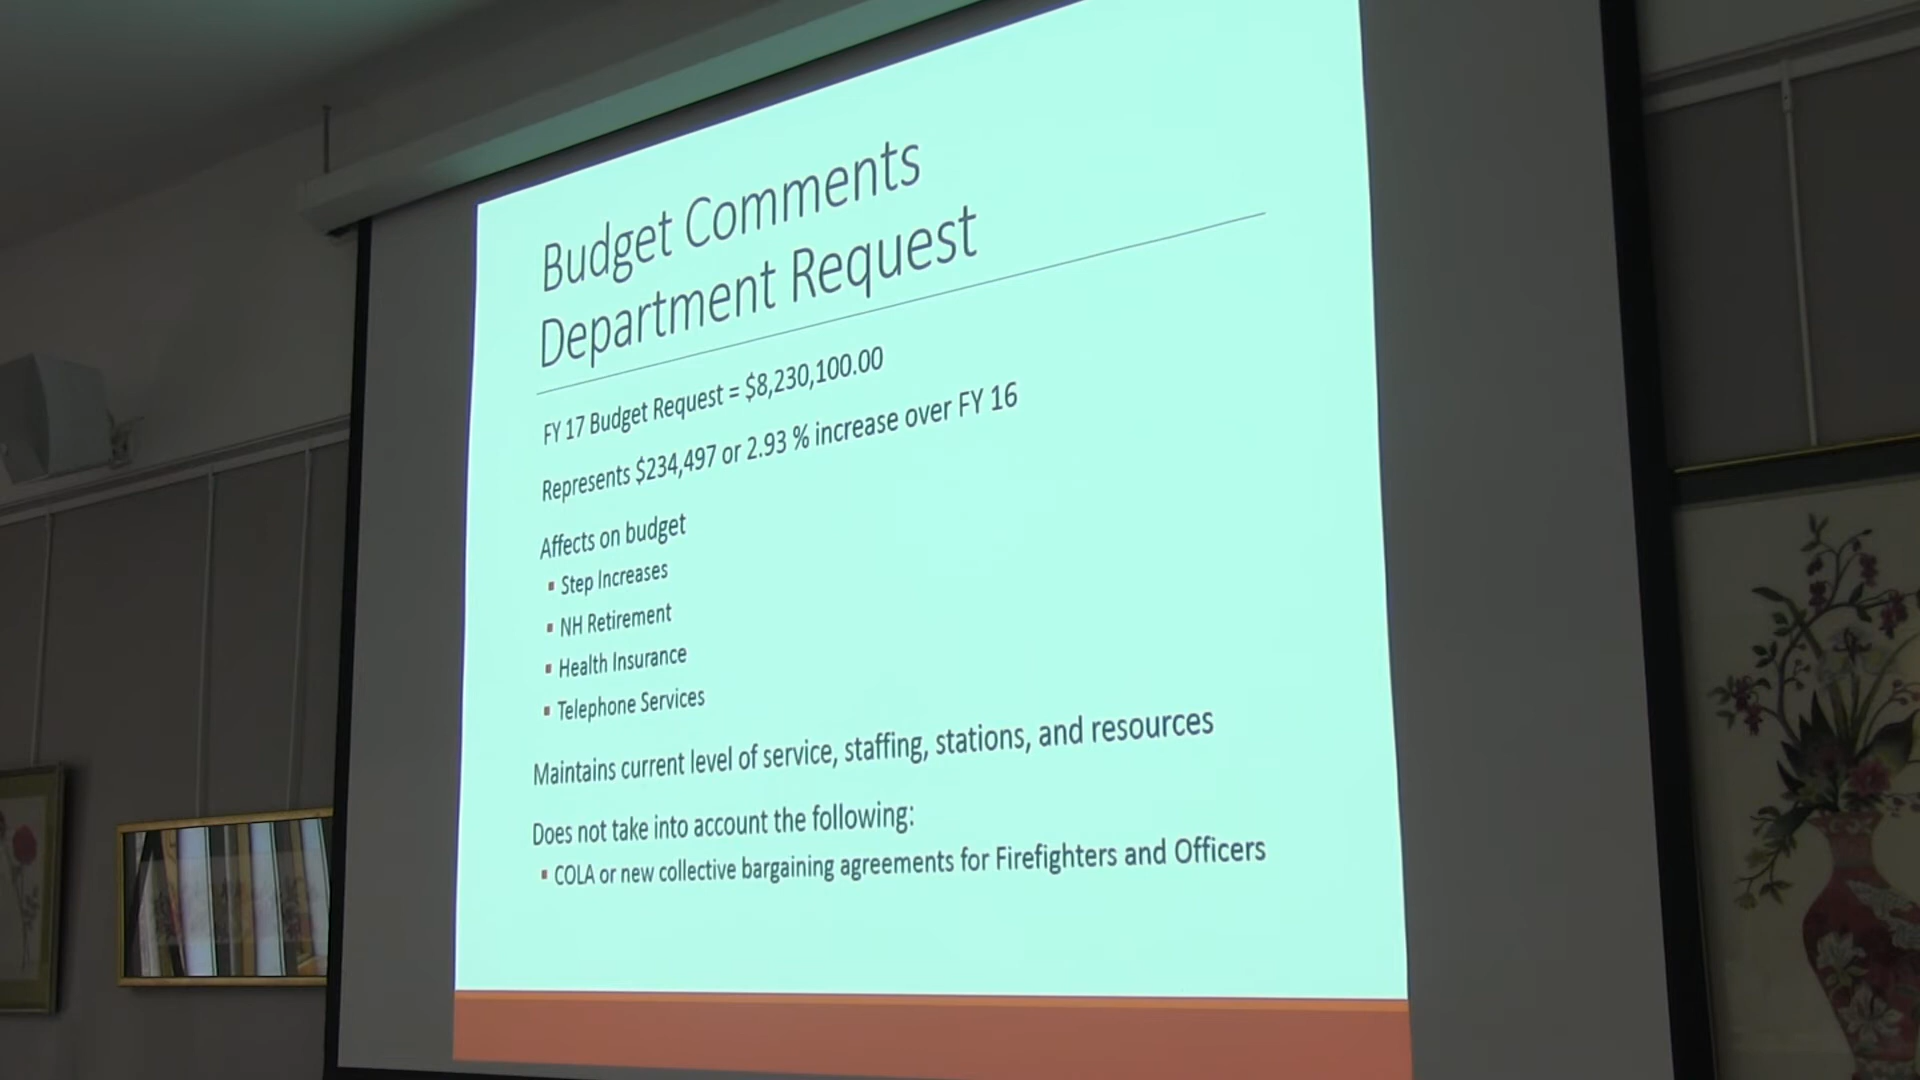 Budget Comments
Department Request
FY 17 Budget Request = $8,230,100.00
Represents $234,497 or 2.93 % increase over FY 16
Affects on budget
▪ Step Increases
▪ NH Retirement
▪ Health Insurance
▪ Telephone Services
Maintains current level of service, staffing, stations, and resources
Does not take into account the following:
▪ COLA or new collective bargaining agreements for Firefighters and Officers